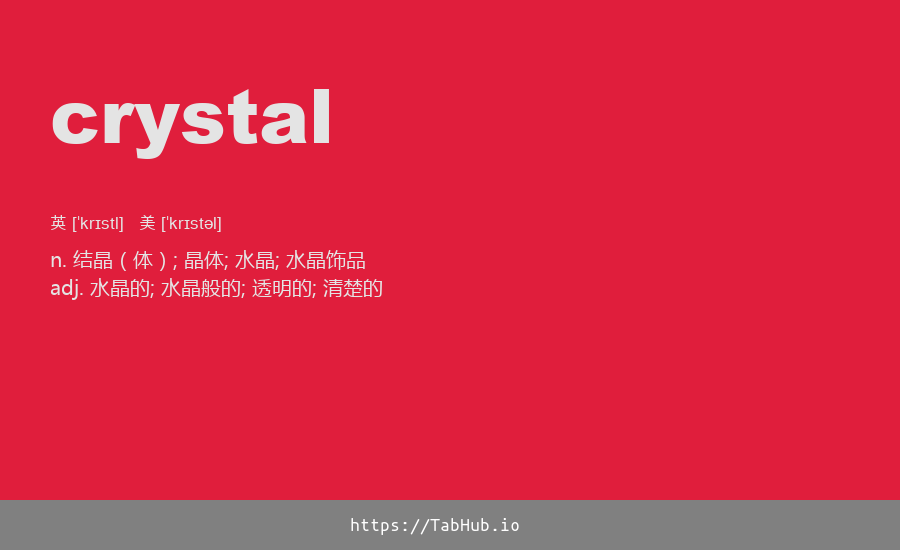 crystal
英 [ˈkrɪstl] 美 [ˈkrɪstəl]
n. 结晶（体）; 晶体; 水晶; 水晶饰品
adj. 水晶的; 水晶般的; 透明的; 清楚的
https://TabHub.io